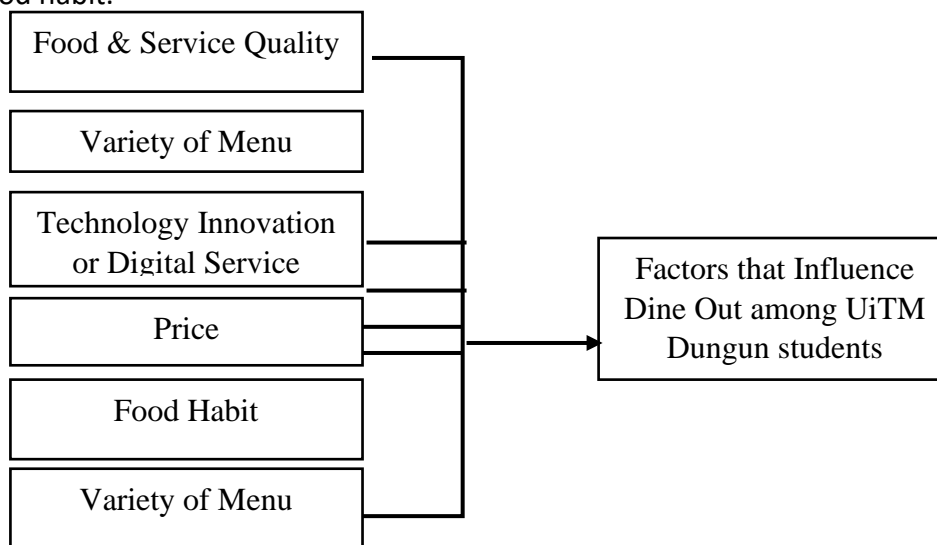 Food & Service Quality
Variety of Menu
Technology Innovation
or Digital Service
Price
Food Habit
Variety of Menu
Factors that Influence
Dine Out among UiTM
Dungun students